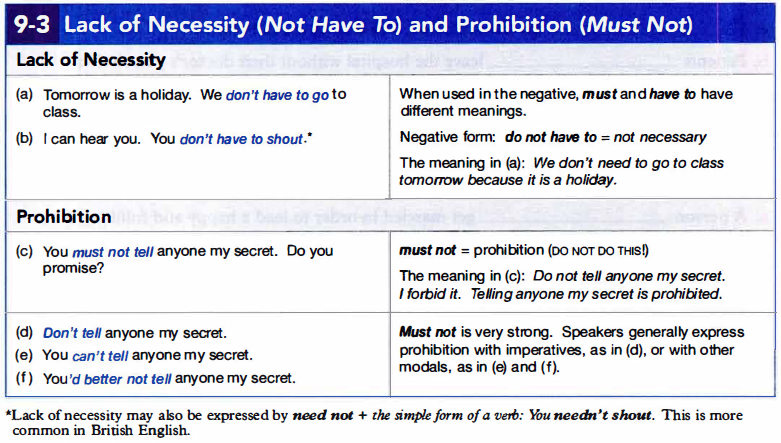 9-3 Lack of Necessity (Not Have To) and Prohibition (Must Not)
Lack of Necessity
(a) Tomorrow is a holiday. We don't have to go to
class.
(b) I can hear you. You don't have to shout.*
When used in the negative, must and have to have
different meanings.
Negative form: do not have to = not necessary
The meaning in (a): We don't need to go to class
tomorrow because it is a holiday.
Prohibition
(c) You must not tell anyone my secret. Do you
promise?
must not = prohibition (DO NOT DO THIS!)
The meaning in (c): Do not tell anyone my secret.
I forbid it. Telling anyone my secret is prohibited.
(d) Don't tell anyone my secret.
(e) You can't tell anyone my secret.
(f) You'd better not tell anyone my secret.
Must not is very strong. Speakers generally express
prohibition with imperatives, as in (d), or with other
modals, as in (e) and (f).
*Lack of necessity may also be expressed by need not + the simple form of a verb: You needn't shout. This is more
common in British English.